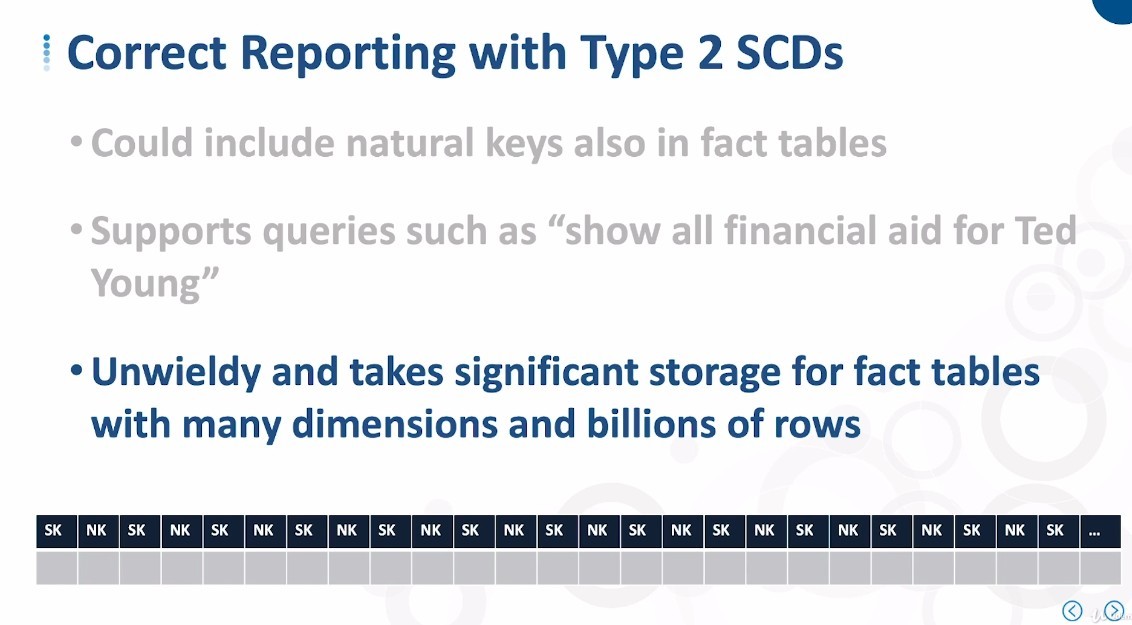 Correct Reporting with Type 2 SCDs
• Could include natural keys also in fact tables
• Supports queries such as “show all financial aid for Ted
Young”
• Unwieldy and takes significant storage for fact tables
with many dimensions and billions of rows
SK NK SK NK SK NK SK NK SK NK SK NK SK NK SK NK SK NK SK NK SK NK SK NK SK ...